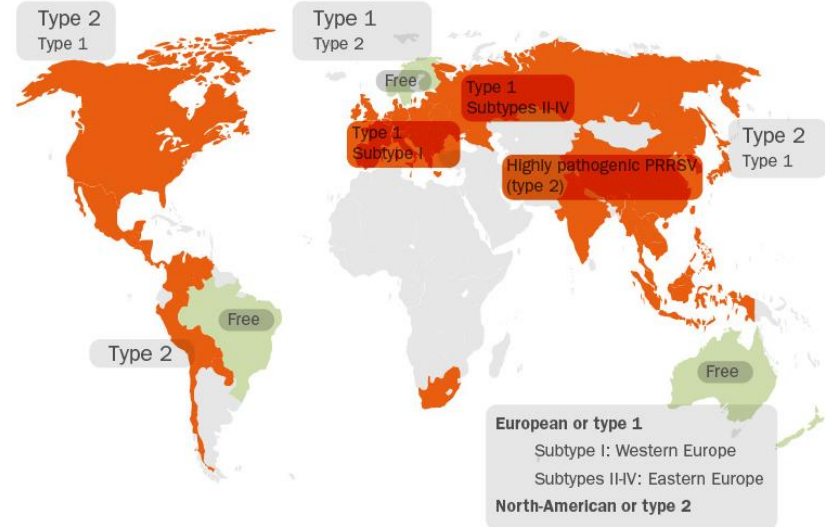 Type 2
Type 1
Type 1
Type 2
Free
Type 1
Subtypes II-IV
Type 1
Subtype I
Type 2
Type 1
Highly pathogenic PRRSV
(type 2)
Free
Type 2
Free
European or type 1
Subtype I: Western Europe
Subtypes II-IV: Eastern Europe
North-American or type 2